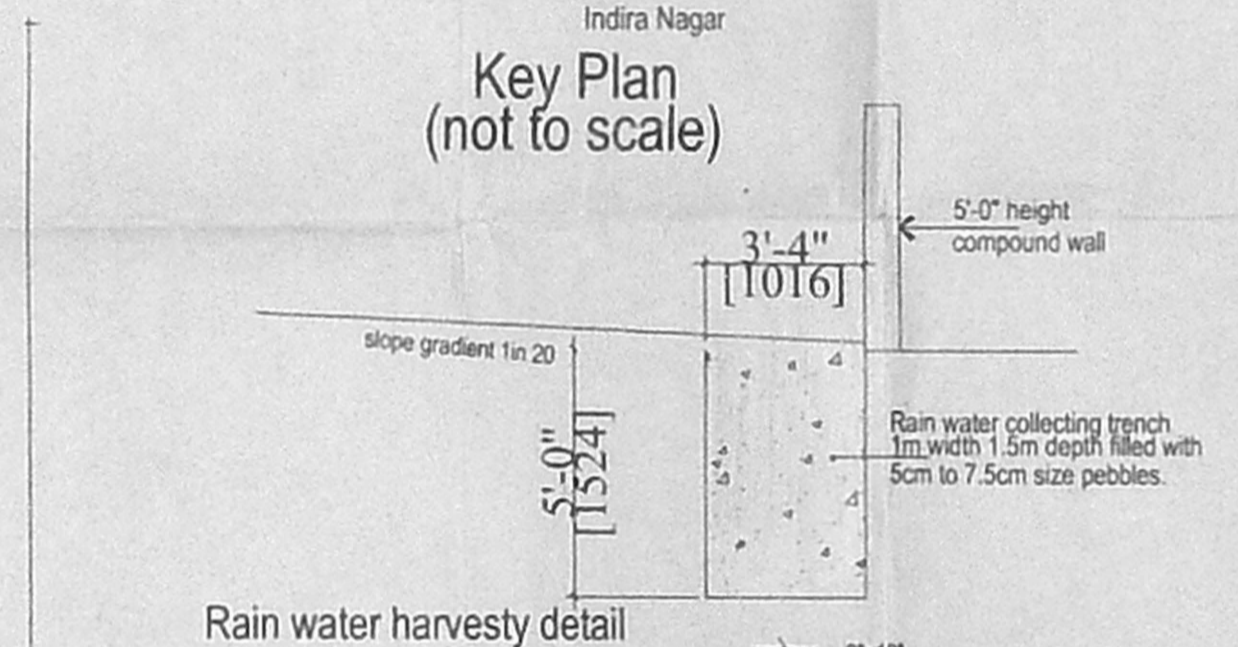 Indira Nagar
Key Plan
(not to scale)
5'-0" height
compound wall
3'-4"
[1016]
slope gradient 1in 20
5'-0"
[1524]
Rain water collecting trench
1m width 1.5m depth filled with
5cm to 7.5cm size pebbles.
Rain water harvesty detail